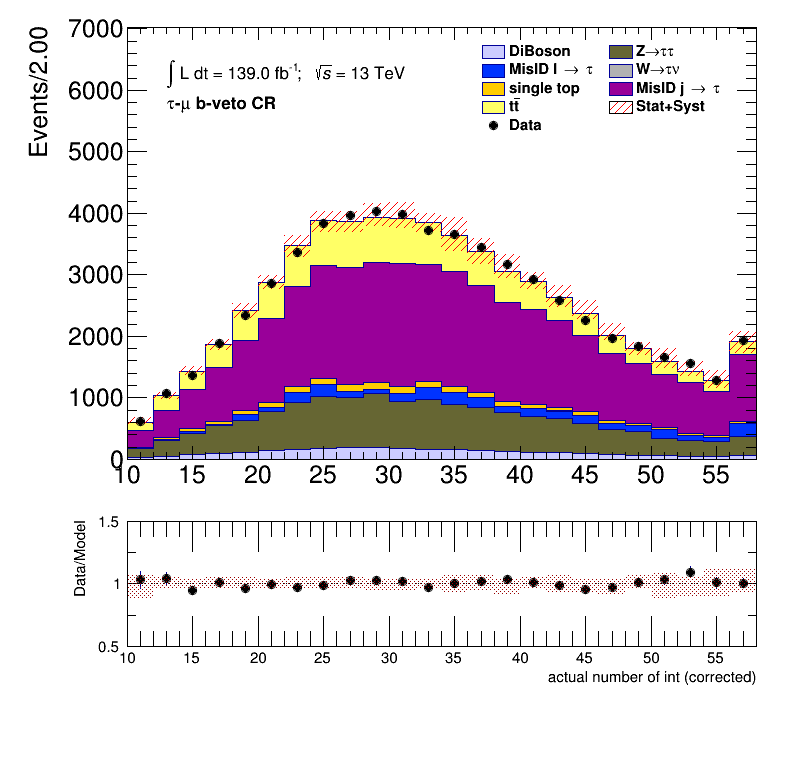 7000
6000
5000
4000
3000
2000
1000
0
Events/2.00
∫ L dt = 139.0 fb⁻¹; √s = 13 TeV
τ-μ b-veto CR
DiBoson
MisID l → τ
single top
tt̄
Data
Z→ττ
W→τν
MisID j → τ
Stat+Syst
10 15 20 25 30 35 40 45 50 55
Data/Model
1.5
1
0.5
10 15 20 25 30 35 40 45 50 55
actual number of int (corrected)